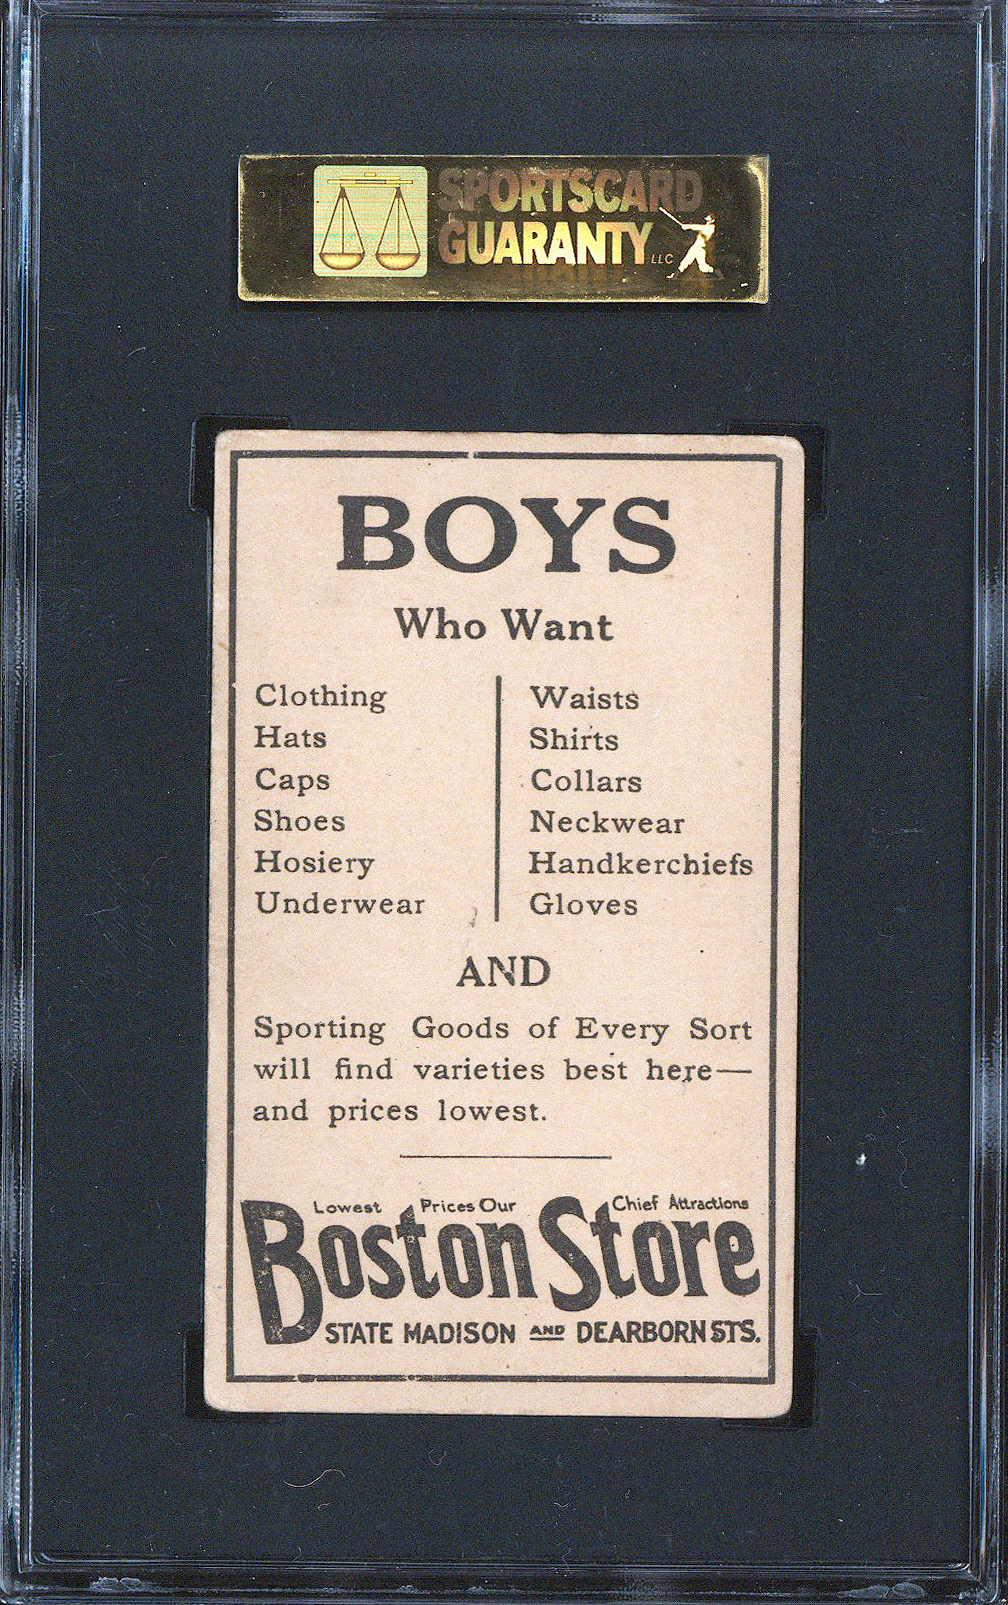 SPORTSCARD
GUARANTY LLC
BOYS
Who Want
Clothing
Hats
Caps
Shoes
Hosiery
Underwear
Waists
Shirts
Collars
Neckwear
Handkerchiefs
Gloves
AND
Sporting Goods of Every Sort
will find varieties best here—
and prices lowest.
Lowest Prices Our Chief Attractions
Boston Store
STATE MADISON AND DEARBORN STS.